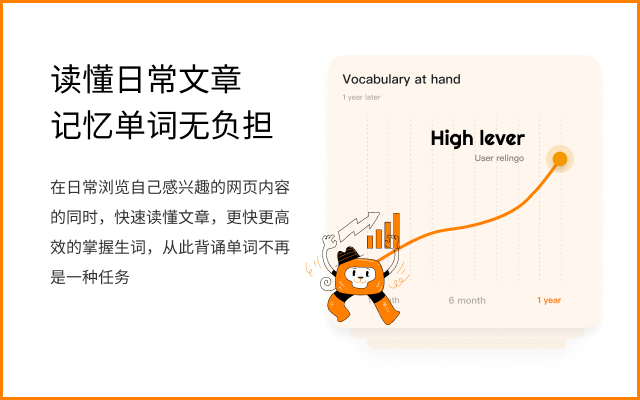 读懂日常文章
记忆单词无负担
在日常浏览自己感兴趣的网页内容
的同时，快速读懂文章，更快更高
效的掌握生词，从此背诵单词不再
是一种任务
Vocabulary at hand
1 year later
High lever
User relingo
6 month
1 year